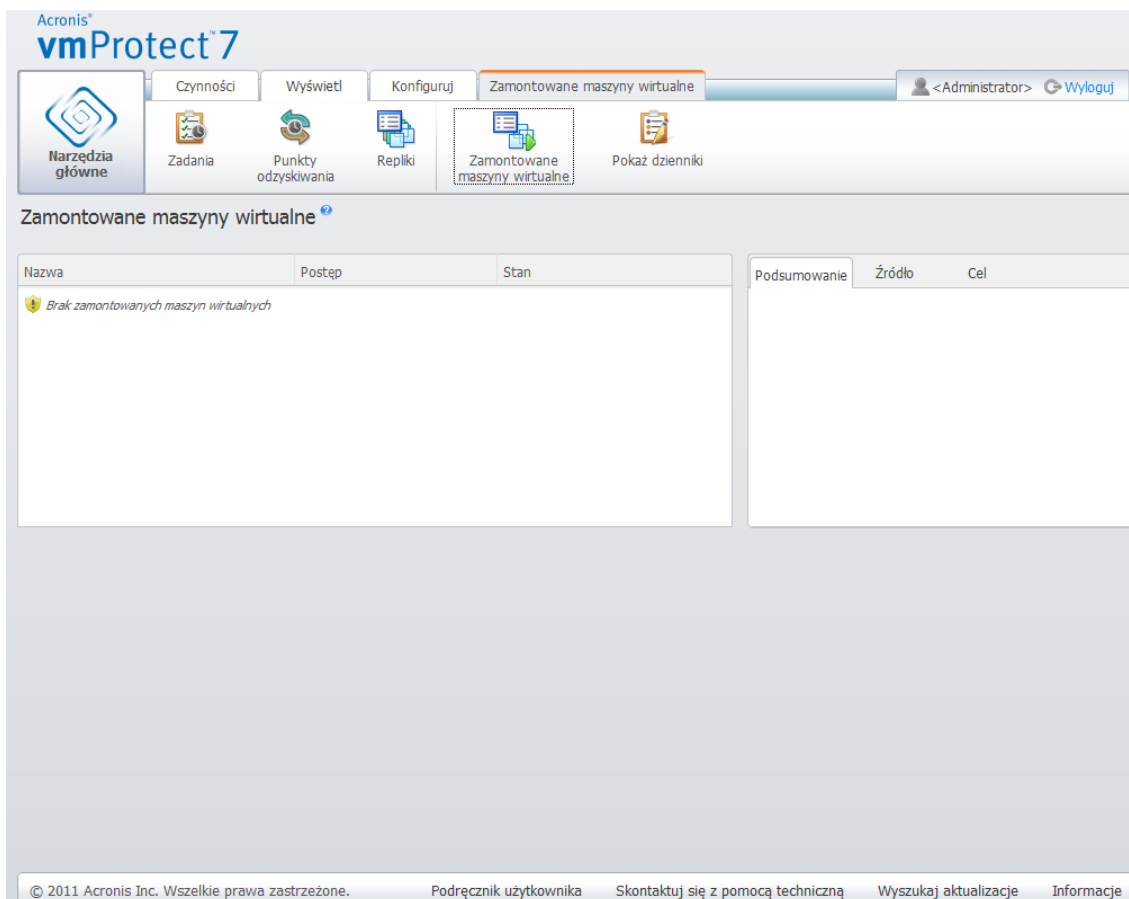 Acronis®
vmProtect™7
Czynności Wyświetl Konfiguruj Zamontowane maszyny wirtualne <Administrator> Wyloguj
Narzędzia
główne
Zadania
Punkty
odzyskiwania
Repliki
Zamontowane
maszyny wirtualne
Pokaż dzienniki
Zamontowane maszyny wirtualne
Nazwa Postęp Stan
Brak zamontowanych maszyn wirtualnych
Podsumowanie Źródło Cel
© 2011 Acronis Inc. Wszelkie prawa zastrzeżone. Podręcznik użytkownika Skontaktuj się z pomocą techniczną Wyszukaj aktualizacje Informacje